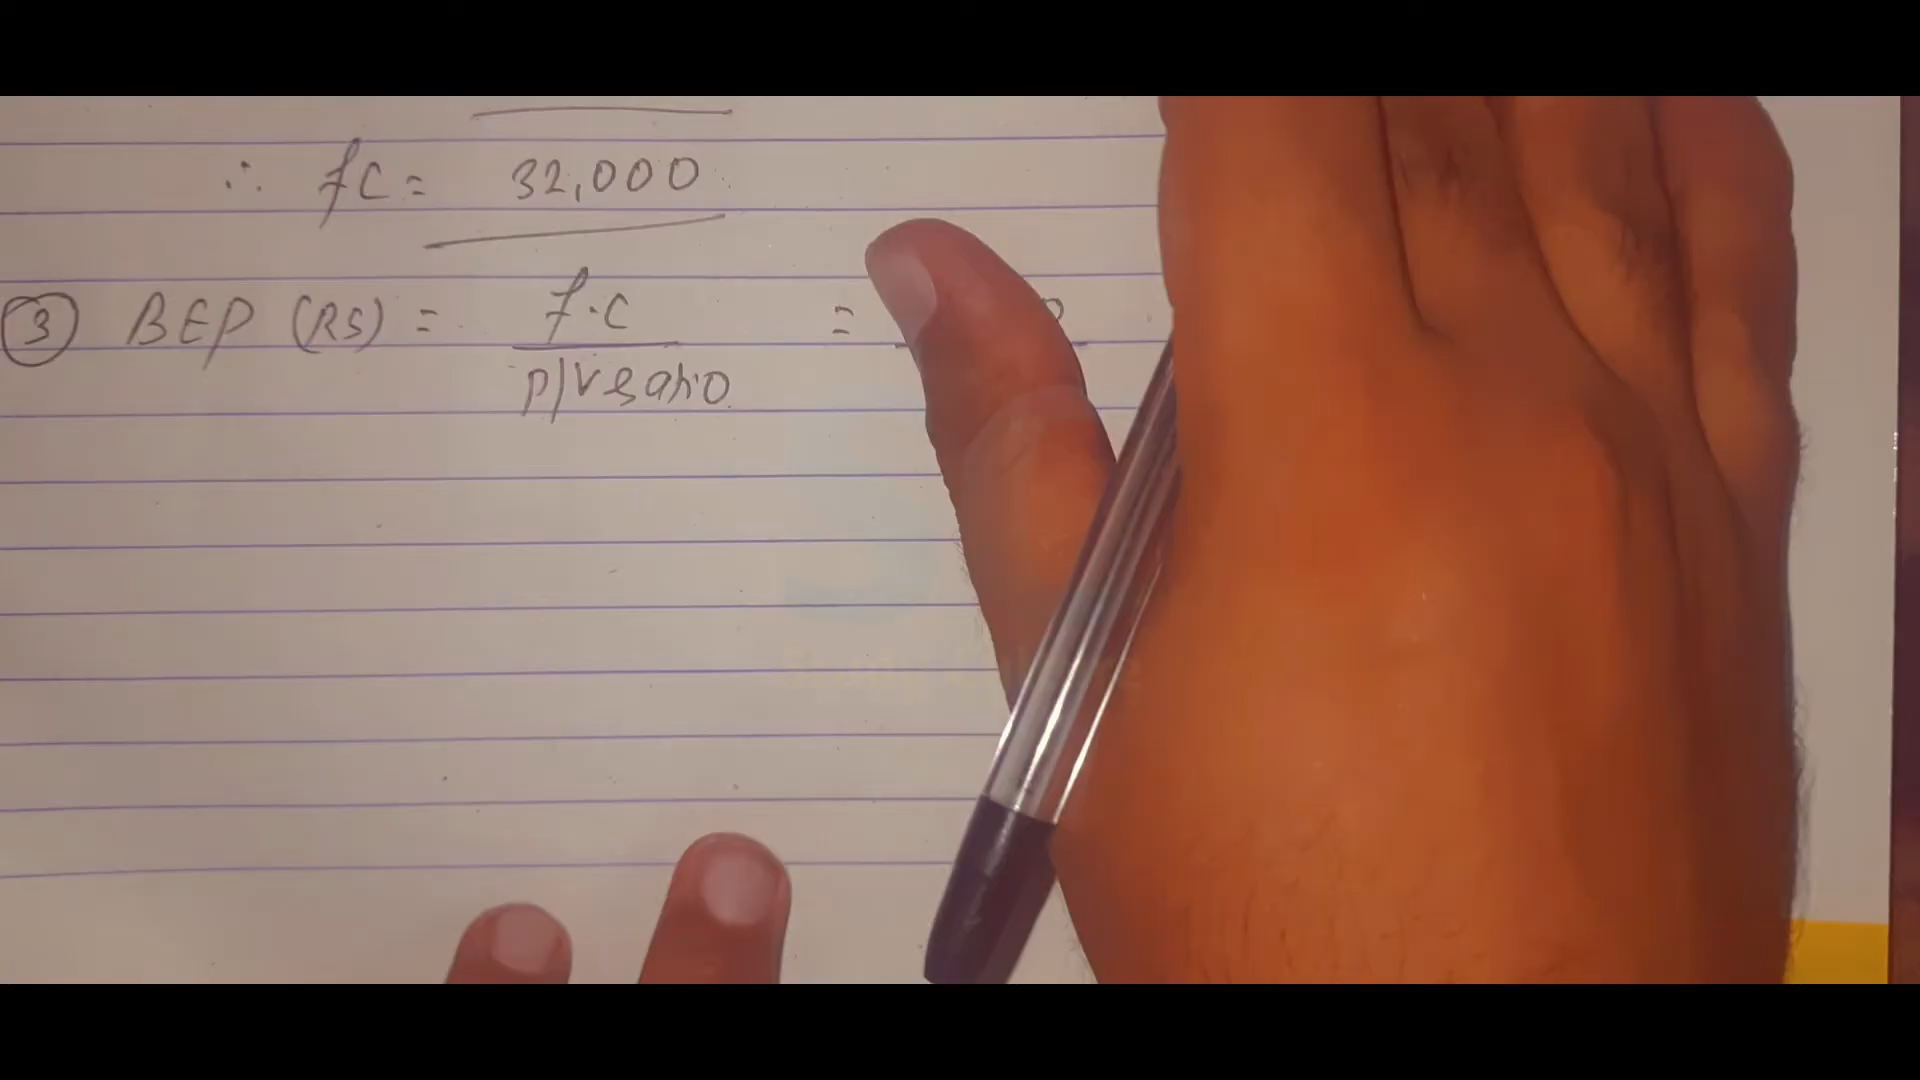 ∴ FC = 32,000
③ BEP (RS) = F.C / P/V Ratio =